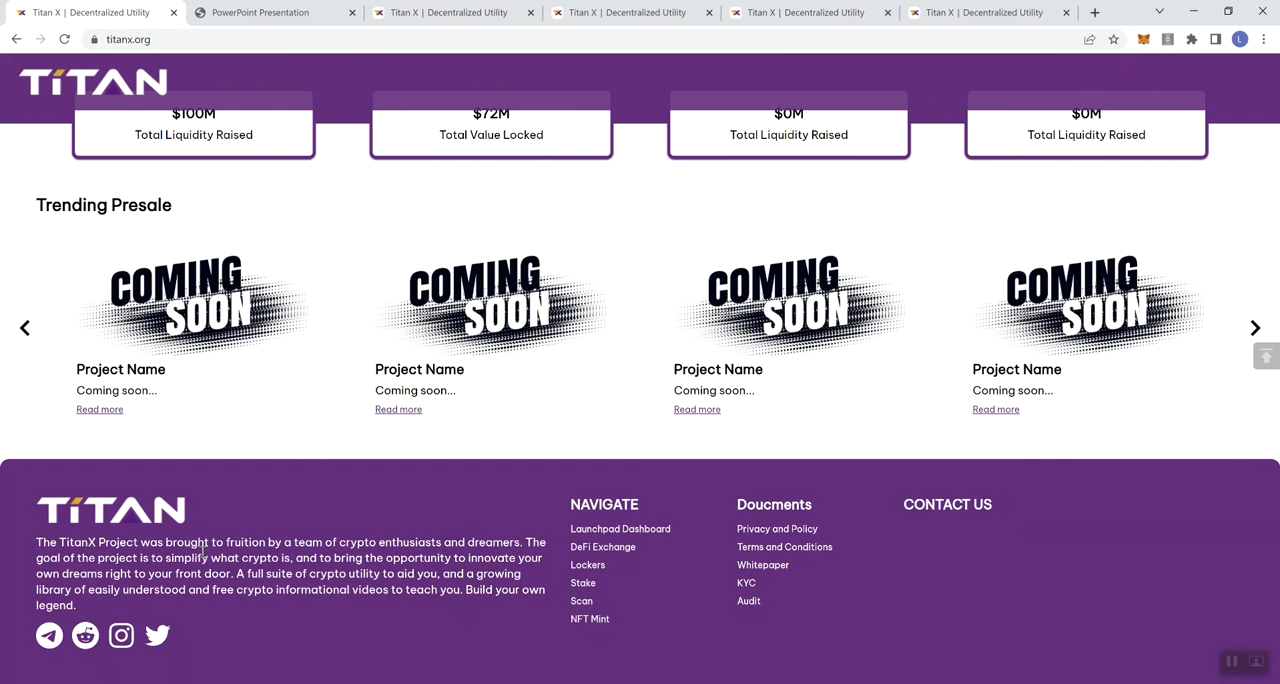 Titan X | Decentralized Utility
PowerPoint Presentation
Titan X | Decentralized Utility
Titan X | Decentralized Utility
Titan X | Decentralized Utility
Titan X | Decentralized Utility
titanx.org
L
TiTAN
$100M
$72M
$0M
$0M
Total Liquidity Raised
Total Value Locked
Total Liquidity Raised
Total Liquidity Raised
Trending Presale
COMING
SOON
COMING
SOON
COMING
SOON
COMING
SOON
Project Name
Project Name
Project Name
Project Name
Coming soon...
Coming soon...
Coming soon...
Coming soon...
Read more
Read more
Read more
Read more
TiTAN
The TitanX Project was brought to fruition by a team of crypto enthusiasts and dreamers. The
goal of the project is to simplify what crypto is, and to bring the opportunity to innovate your
own dreams right to your front door. A full suite of crypto utility to aid you, and a growing
library of easily understood and free crypto informational videos to teach you. Build your own
legend.
NAVIGATE
Launchpad Dashboard
DeFi Exchange
Lockers
Stake
Scan
NFT Mint
Doucments
Privacy and Policy
Terms and Conditions
Whitepaper
KYC
Audit
CONTACT US